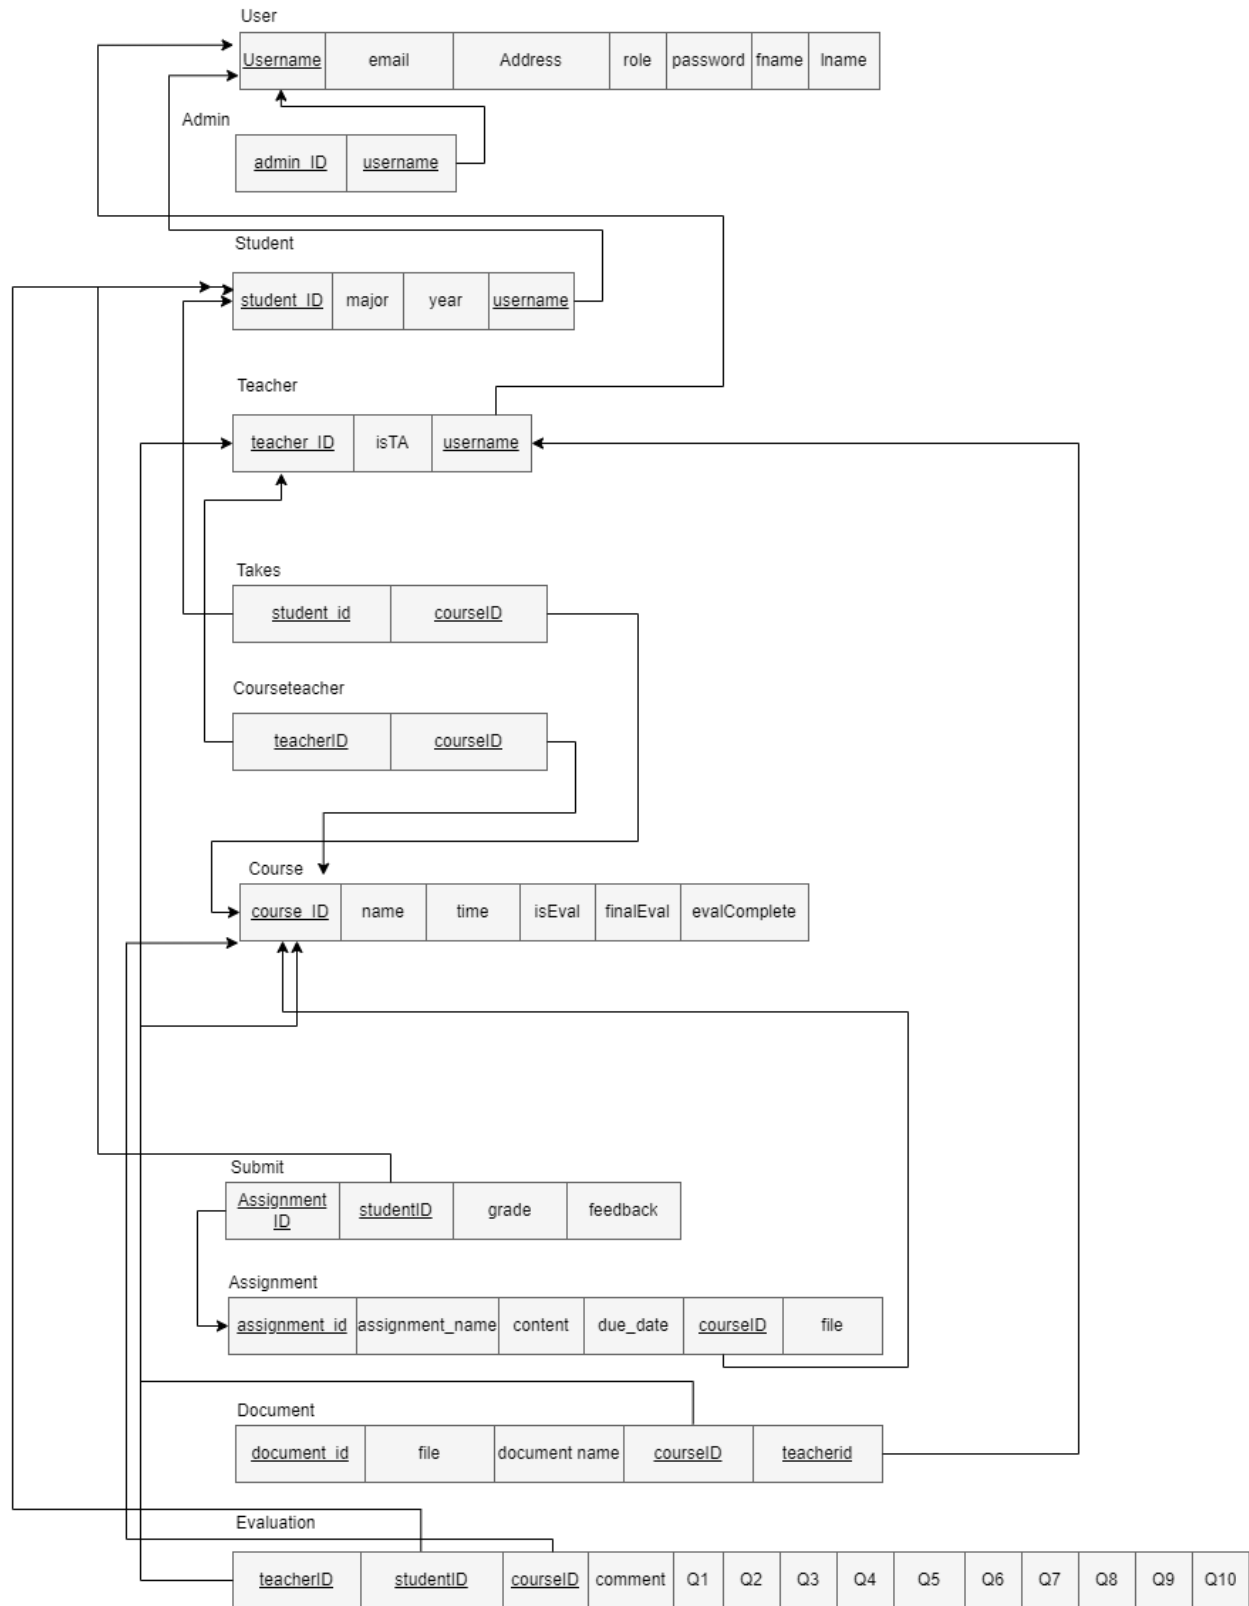 User
Username email Address role password fname lname
Admin
admin_ID username
Student
student_ID major year username
Teacher
teacher_ID isTA username
Takes
student_id courseID
Courseteacher
teacherID courseID
Course
course_ID name time isEval finalEval evalComplete
Submit
Assignment
ID
studentID grade feedback
Assignment
assignment_id assignment_name content due_date courseID file
Document
document_id file document name courseID teacherid
Evaluation
teacherID studentID courseID comment Q1 Q2 Q3 Q4 Q5 Q6 Q7 Q8 Q9 Q10